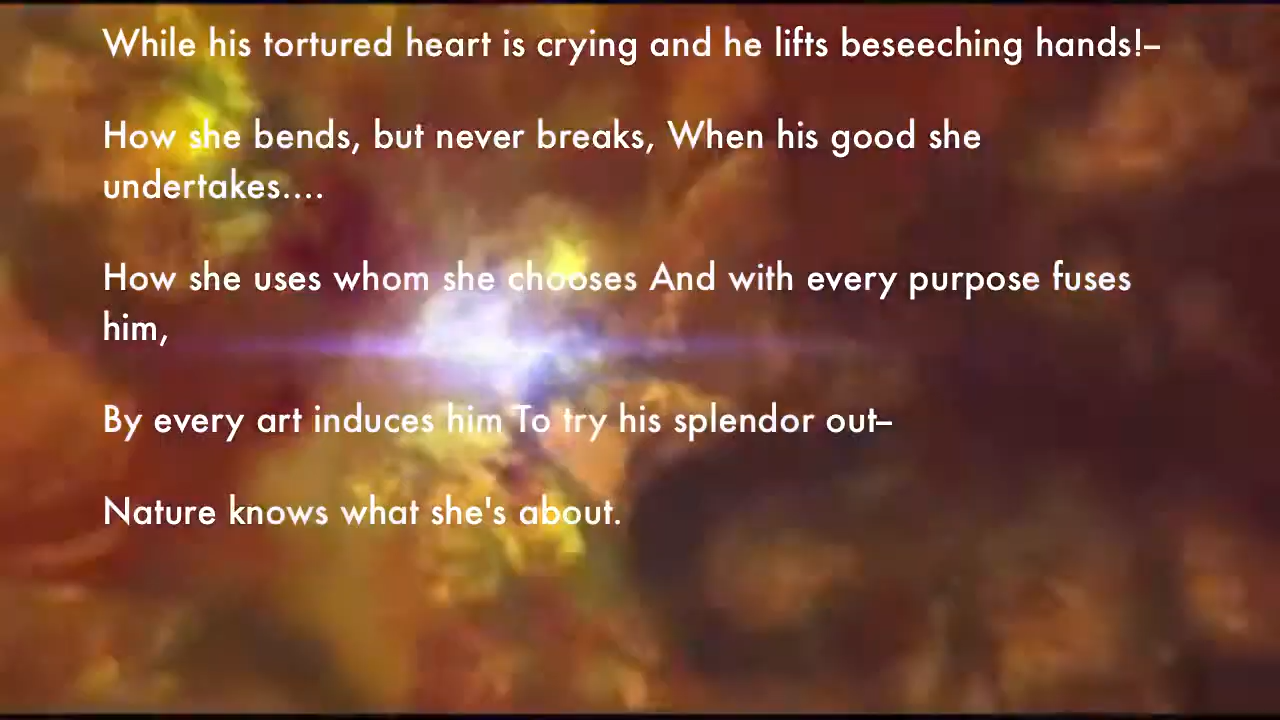 While his tortured heart is crying and he lifts beseeching hands!–
How she bends, but never breaks, When his good she
undertakes....
How she uses whom she chooses And with every purpose fuses
him,
By every art induces him To try his splendor out–
Nature knows what she's about.